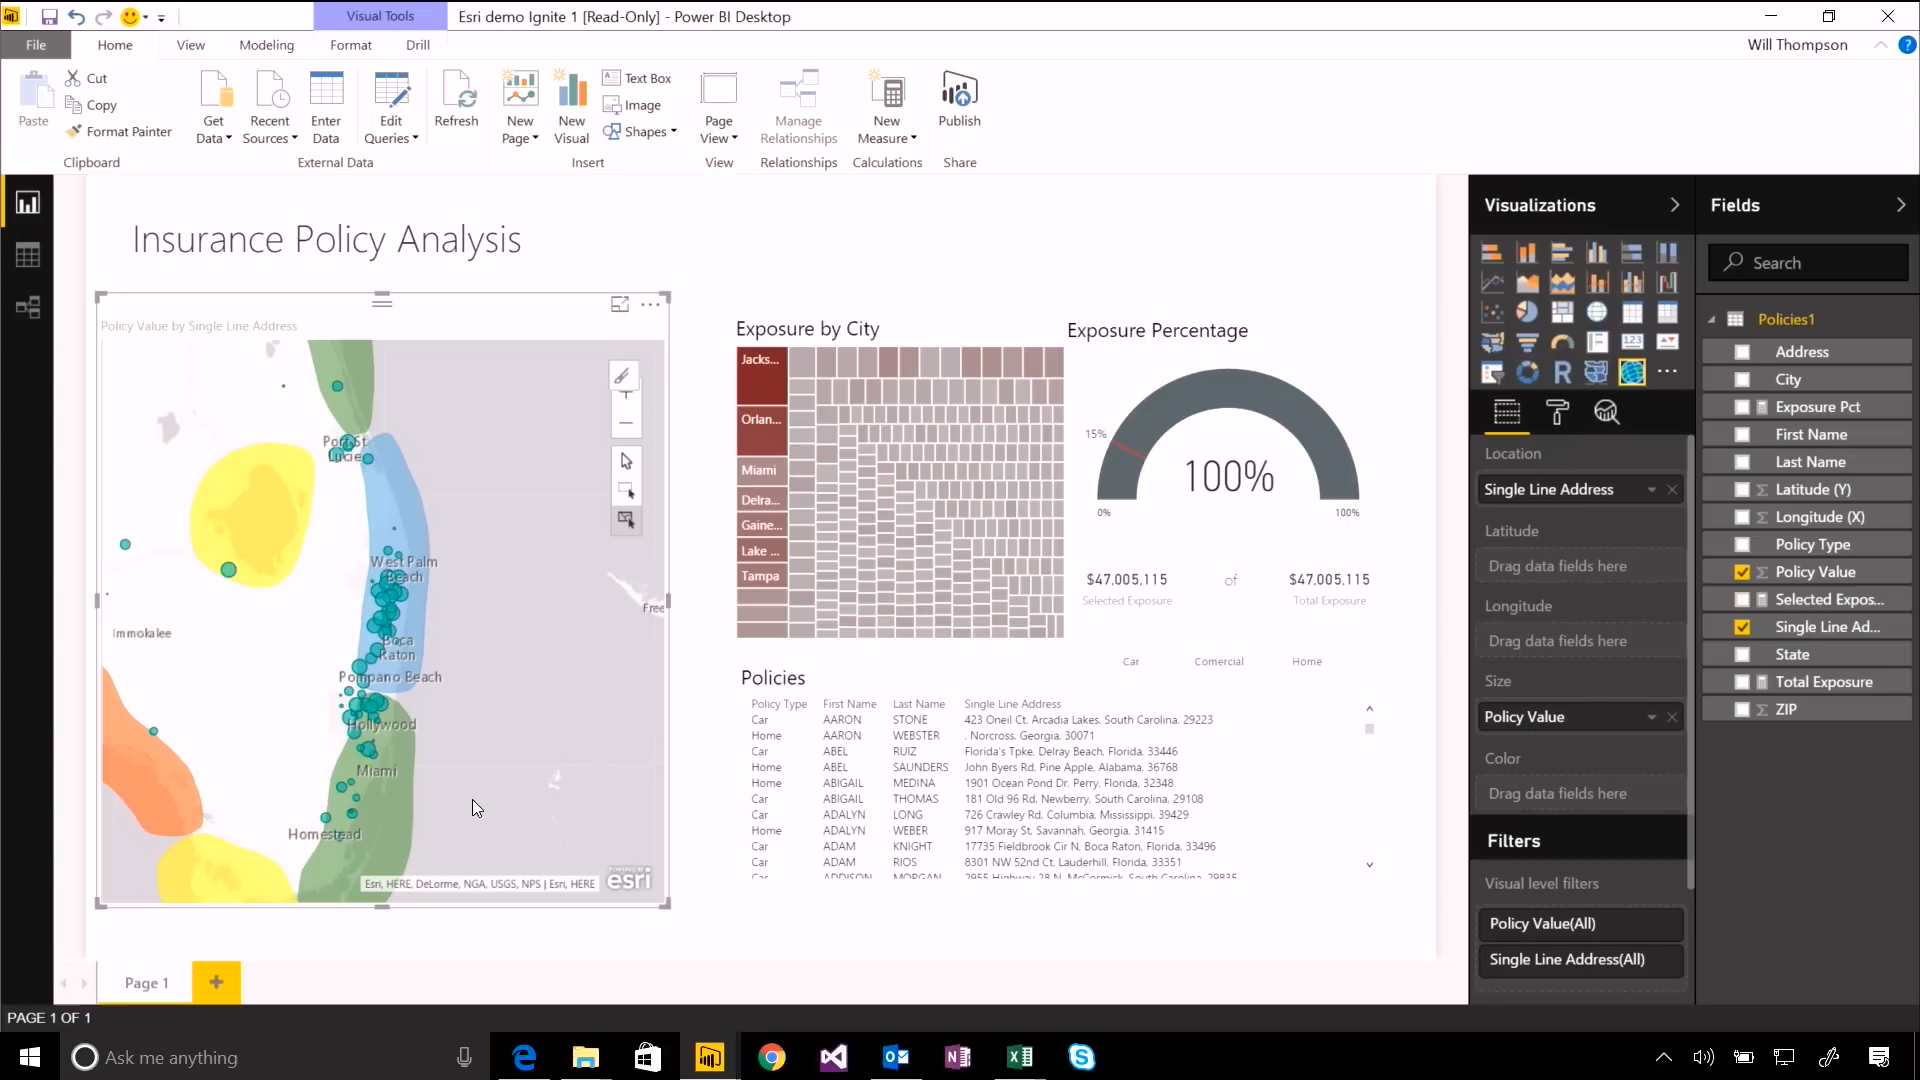 Visual Tools
Esri demo Ignite 1 [Read-Only] - Power BI Desktop
File
Home
View
Modeling
Format
Drill
Will Thompson
?
Paste
Cut
Copy
Format Painter
Clipboard
Get Data
Recent Sources
Enter Data
Edit Queries
Refresh
External Data
New Page
New Visual
Text Box
Image
Shapes
Insert
Page View
View
Manage Relationships
Relationships
New Measure
Calculations
Publish
Share
Insurance Policy Analysis
Policy Value by Single Line Address
Port St Lucie
West Palm Beach
Immokalee
Boca Raton
Pompano Beach
Hollywood
Miami
Homestead
Free
Esri, HERE, DeLorme, NGA, USGS, NPS | Esri, HERE
POWERED BY
esri
Exposure by City
Jacks...
Orlan...
Miami
Delra...
Gaine...
Lake ...
Tampa
Exposure Percentage
15%
100%
0%
100%
$47,005,115
of
$47,005,115
Selected Exposure
Total Exposure
Car
Comercial
Home
Policies
Policy Type First Name Last Name Single Line Address
Car AARON STONE 423 Oneil Ct, Arcadia Lakes, South Carolina, 29223
Home AARON WEBSTER , Norcross, Georgia, 30071
Car ABEL RUIZ Florida's Tpke, Delray Beach, Florida, 33446
Home ABEL SAUNDERS John Byers Rd, Pine Apple, Alabama, 36768
Home ABIGAIL MEDINA 1901 Ocean Pond Dr, Perry, Florida, 32348
Car ABIGAIL THOMAS 181 Old 96 Rd, Newberry, South Carolina, 29108
Car ADALYN LONG 726 Crawley Rd, Columbia, Mississippi, 39429
Home ADALYN WEBER 917 Moray St, Savannah, Georgia, 31415
Car ADAM KNIGHT 17735 Fieldbrook Cir N, Boca Raton, Florida, 33496
Car ADAM RIOS 8301 NW 52nd Ct, Lauderhill, Florida, 33351
Car ADDISON MORGAN 2955 Highway 28 N, McCormick, South Carolina, 29835
Visualizations
R
123
Location
Single Line Address
Latitude
Drag data fields here
Longitude
Drag data fields here
Size
Policy Value
Color
Drag data fields here
Filters
Visual level filters
Policy Value(All)
Single Line Address(All)
Fields
Search
Policies1
Address
City
Exposure Pct
First Name
Last Name
Σ Latitude (Y)
Σ Longitude (X)
Policy Type
Σ Policy Value
Selected Expos...
Single Line Ad...
State
Total Exposure
Σ ZIP
Page 1
+
PAGE 1 OF 1
Ask me anything